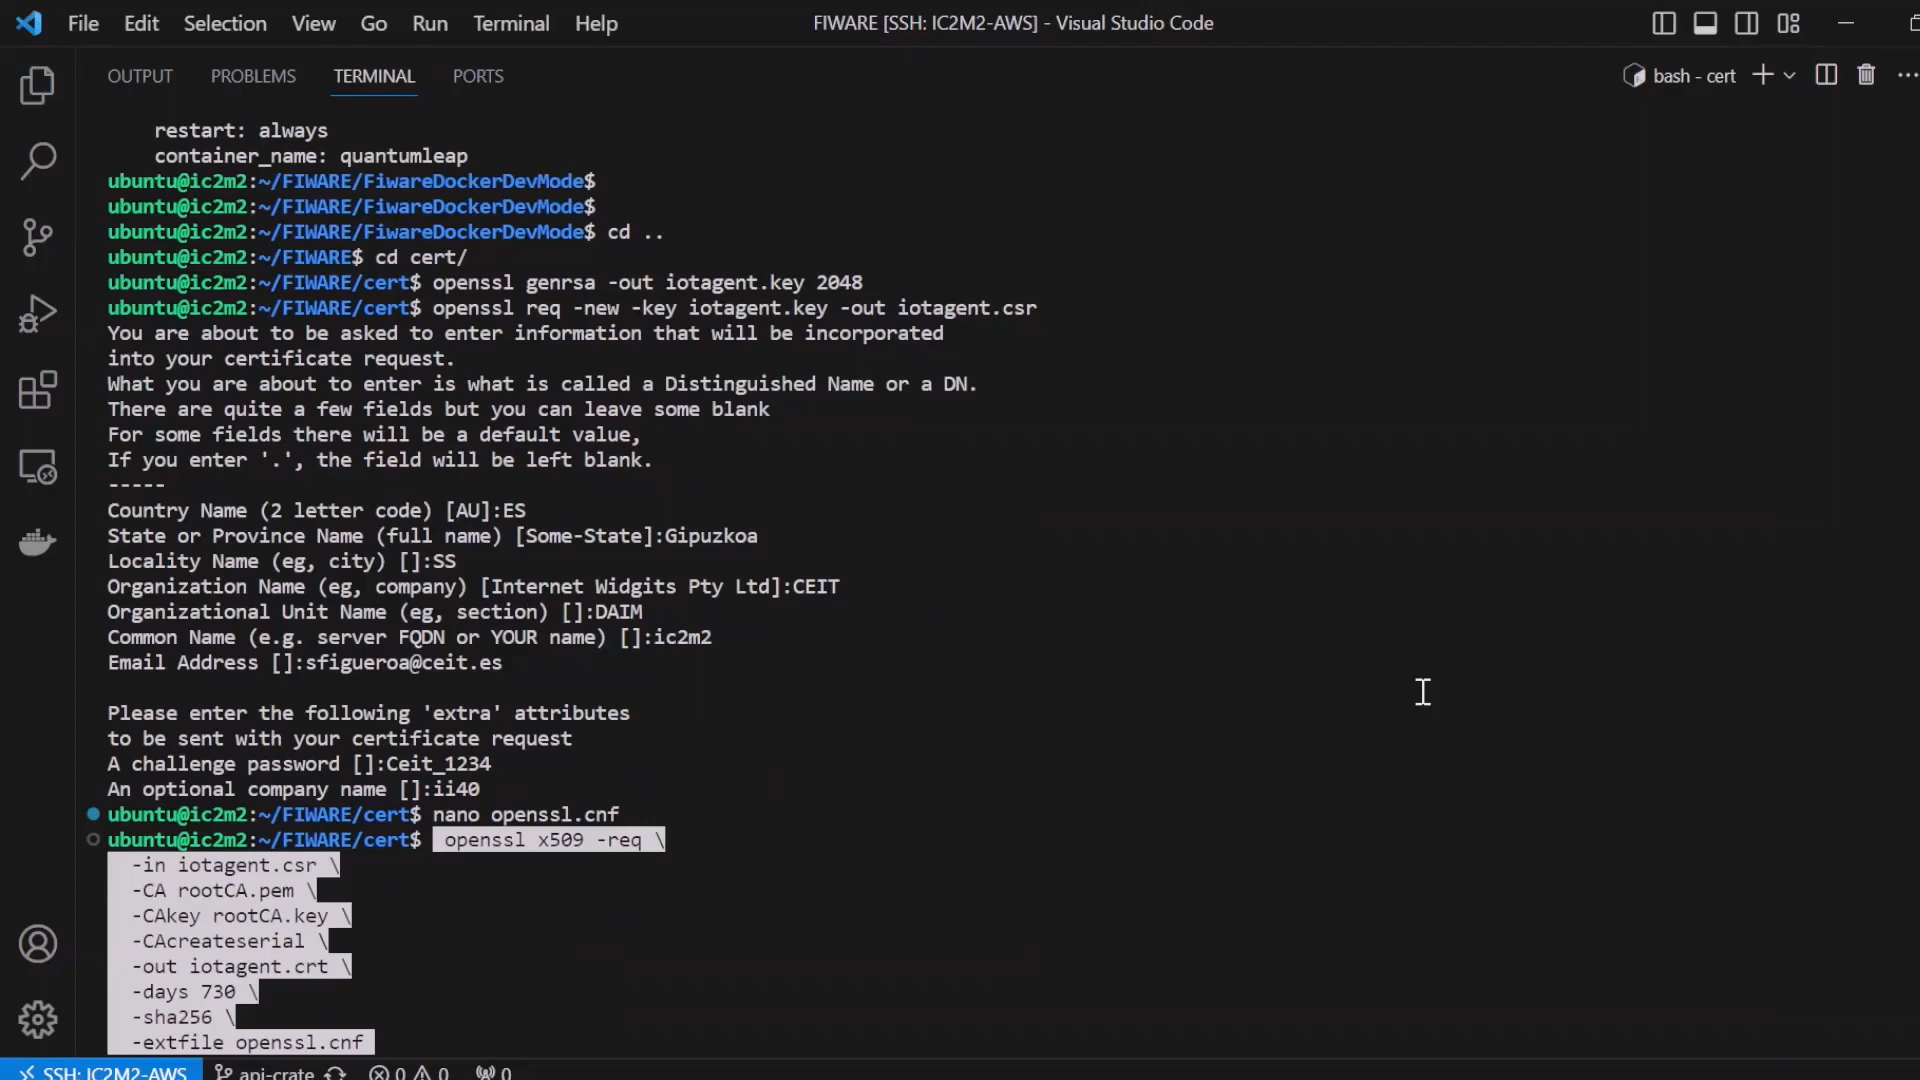 File Edit Selection View Go Run Terminal Help FIWARE [SSH: IC2M2-AWS] - Visual Studio Code
OUTPUT PROBLEMS TERMINAL PORTS bash - cert
    restart: always
    container_name: quantumleap
ubuntu@ic2m2:~/FIWARE/FiwareDockerDevMode$
ubuntu@ic2m2:~/FIWARE/FiwareDockerDevMode$
ubuntu@ic2m2:~/FIWARE/FiwareDockerDevMode$ cd ..
ubuntu@ic2m2:~/FIWARE$ cd cert/
ubuntu@ic2m2:~/FIWARE/cert$ openssl genrsa -out iotagent.key 2048
ubuntu@ic2m2:~/FIWARE/cert$ openssl req -new -key iotagent.key -out iotagent.csr
You are about to be asked to enter information that will be incorporated
into your certificate request.
What you are about to enter is what is called a Distinguished Name or a DN.
There are quite a few fields but you can leave some blank
For some fields there will be a default value,
If you enter '.', the field will be left blank.
-----
Country Name (2 letter code) [AU]:ES
State or Province Name (full name) [Some-State]:Gipuzkoa
Locality Name (eg, city) []:SS
Organization Name (eg, company) [Internet Widgits Pty Ltd]:CEIT
Organizational Unit Name (eg, section) []:DAIM
Common Name (e.g. server FQDN or YOUR name) []:ic2m2
Email Address []:sfigueroa@ceit.es
Please enter the following 'extra' attributes
to be sent with your certificate request
A challenge password []:Ceit_1234
An optional company name []:ii40
ubuntu@ic2m2:~/FIWARE/cert$ nano openssl.cnf
ubuntu@ic2m2:~/FIWARE/cert$ openssl x509 -req \
  -in iotagent.csr \
  -CA rootCA.pem \
  -CAkey rootCA.key \
  -CAcreateserial \
  -out iotagent.crt \
  -days 730 \
  -sha256 \
  -extfile openssl.cnf
SSH: IC2M2-AWS api-crate 0 0 0